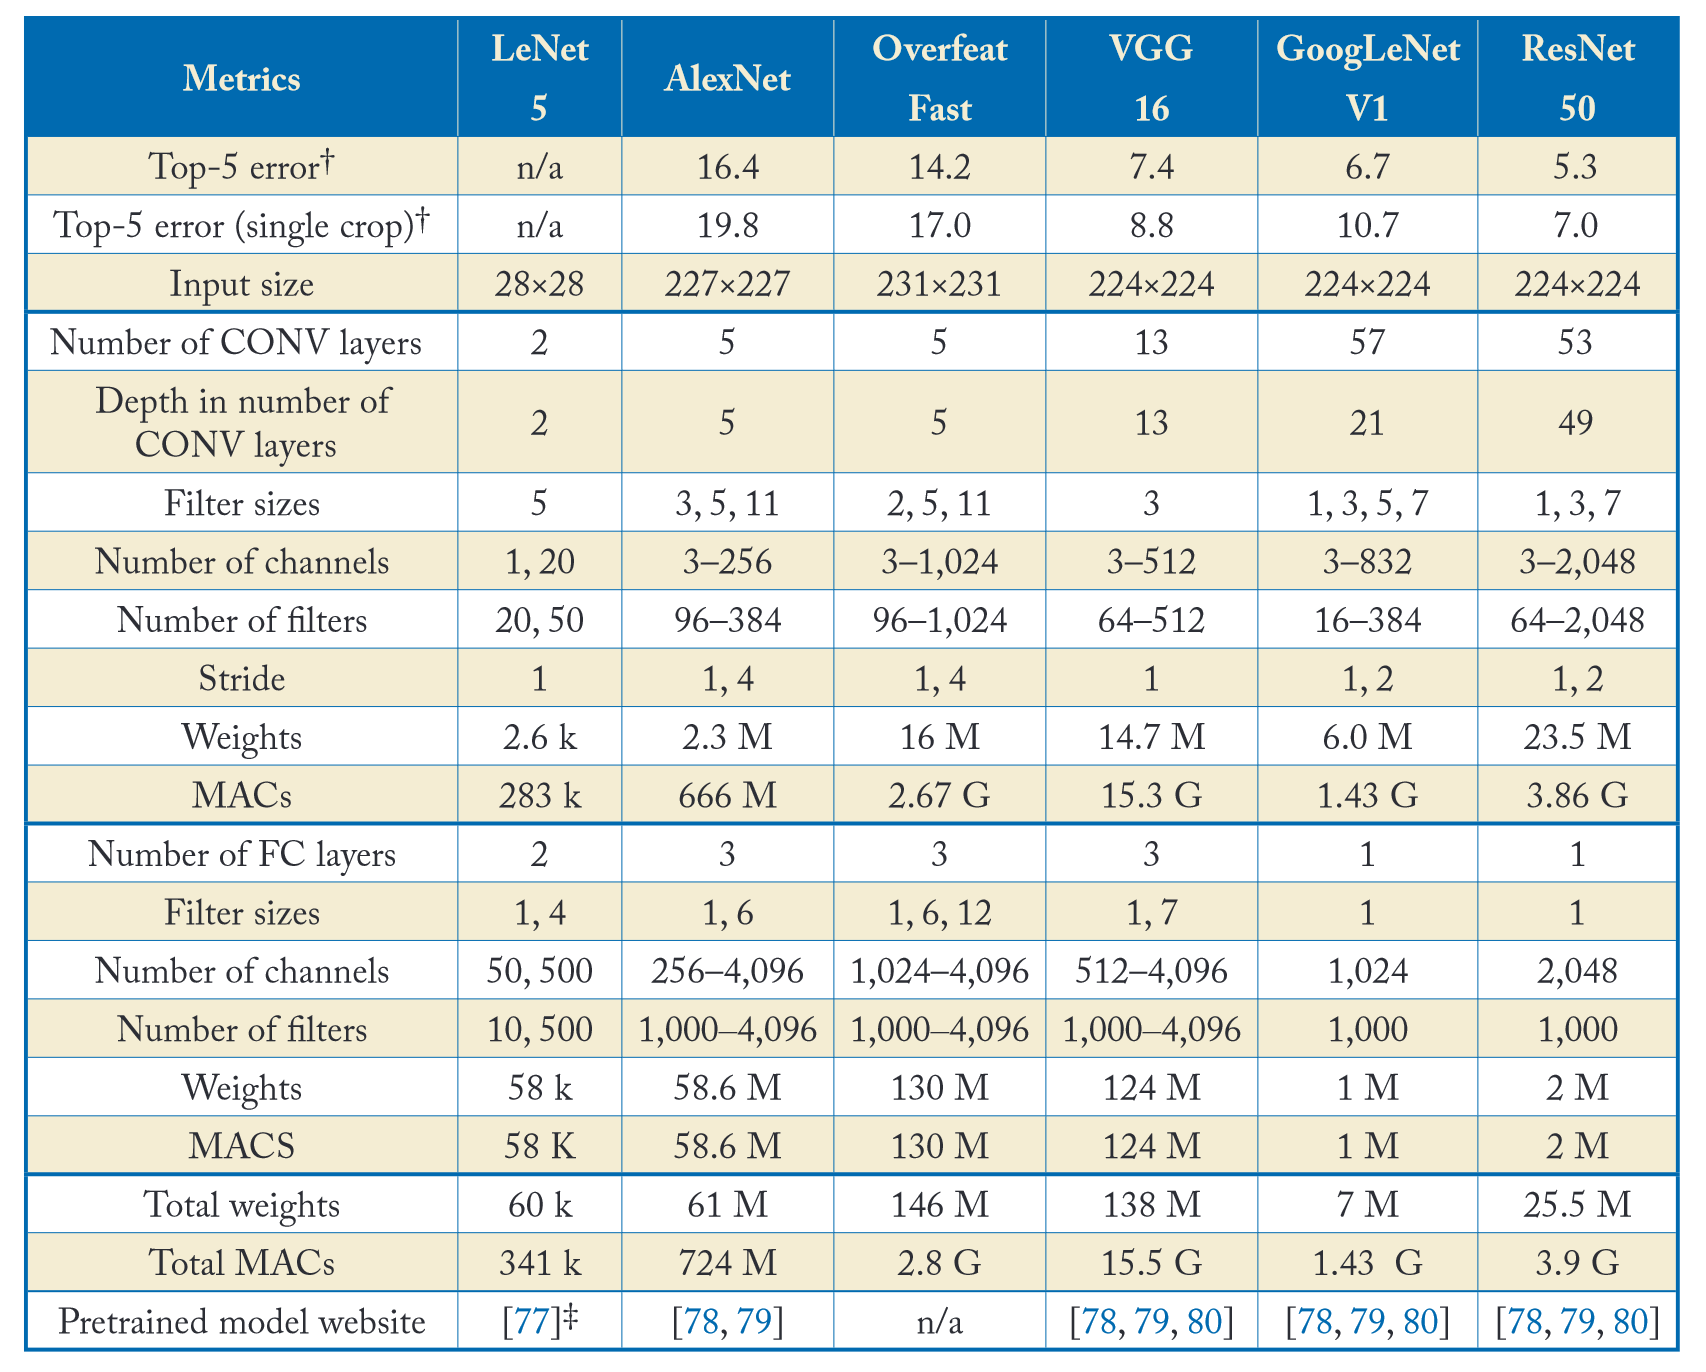 Metrics LeNet 5 AlexNet Overfeat Fast VGG 16 GoogLeNet V1 ResNet 50
Top-5 error† n/a 16.4 14.2 7.4 6.7 5.3
Top-5 error (single crop)† n/a 19.8 17.0 8.8 10.7 7.0
Input size 28×28 227×227 231×231 224×224 224×224 224×224
Number of CONV layers 2 5 5 13 57 53
Depth in number of CONV layers 2 5 5 13 21 49
Filter sizes 5 3, 5, 11 2, 5, 11 3 1, 3, 5, 7 1, 3, 7
Number of channels 1, 20 3–256 3–1,024 3–512 3–832 3–2,048
Number of filters 20, 50 96–384 96–1,024 64–512 16–384 64–2,048
Stride 1 1, 4 1, 4 1 1, 2 1, 2
Weights 2.6 k 2.3 M 16 M 14.7 M 6.0 M 23.5 M
MACs 283 k 666 M 2.67 G 15.3 G 1.43 G 3.86 G
Number of FC layers 2 3 3 3 1 1
Filter sizes 1, 4 1, 6 1, 6, 12 1, 7 1 1
Number of channels 50, 500 256–4,096 1,024–4,096 512–4,096 1,024 2,048
Number of filters 10, 500 1,000–4,096 1,000–4,096 1,000–4,096 1,000 1,000
Weights 58 k 58.6 M 130 M 124 M 1 M 2 M
MACS 58 K 58.6 M 130 M 124 M 1 M 2 M
Total weights 60 k 61 M 146 M 138 M 7 M 25.5 M
Total MACs 341 k 724 M 2.8 G 15.5 G 1.43 G 3.9 G
Pretrained model website [77]‡ [78, 79] n/a [78, 79, 80] [78, 79, 80] [78, 79, 80]